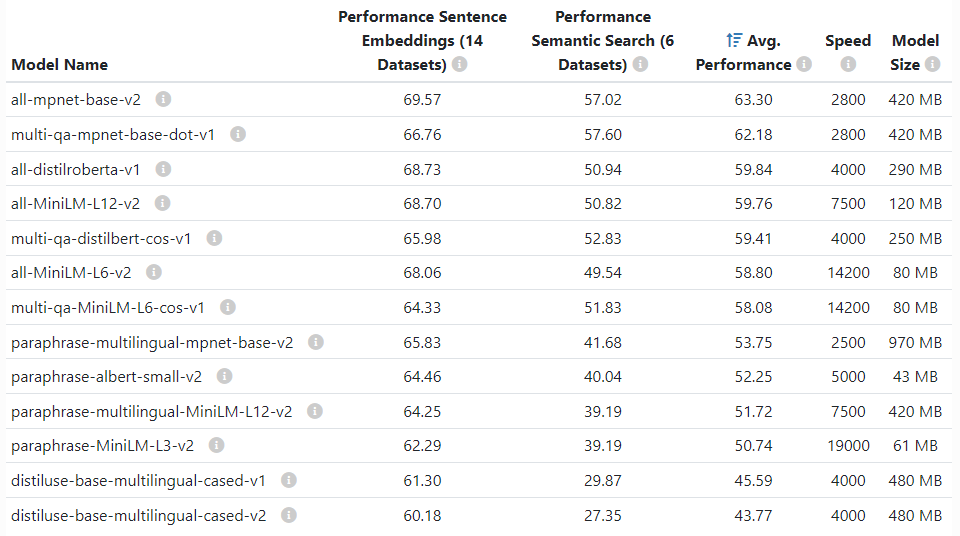 Model Name Performance Sentence Embeddings (14 Datasets) Performance Semantic Search (6 Datasets) Avg. Performance Speed Model Size
all-mpnet-base-v2 69.57 57.02 63.30 2800 420 MB
multi-qa-mpnet-base-dot-v1 66.76 57.60 62.18 2800 420 MB
all-distilroberta-v1 68.73 50.94 59.84 4000 290 MB
all-MiniLM-L12-v2 68.70 50.82 59.76 7500 120 MB
multi-qa-distilbert-cos-v1 65.98 52.83 59.41 4000 250 MB
all-MiniLM-L6-v2 68.06 49.54 58.80 14200 80 MB
multi-qa-MiniLM-L6-cos-v1 64.33 51.83 58.08 14200 80 MB
paraphrase-multilingual-mpnet-base-v2 65.83 41.68 53.75 2500 970 MB
paraphrase-albert-small-v2 64.46 40.04 52.25 5000 43 MB
paraphrase-multilingual-MiniLM-L12-v2 64.25 39.19 51.72 7500 420 MB
paraphrase-MiniLM-L3-v2 62.29 39.19 50.74 19000 61 MB
distiluse-base-multilingual-cased-v1 61.30 29.87 45.59 4000 480 MB
distiluse-base-multilingual-cased-v2 60.18 27.35 43.77 4000 480 MB